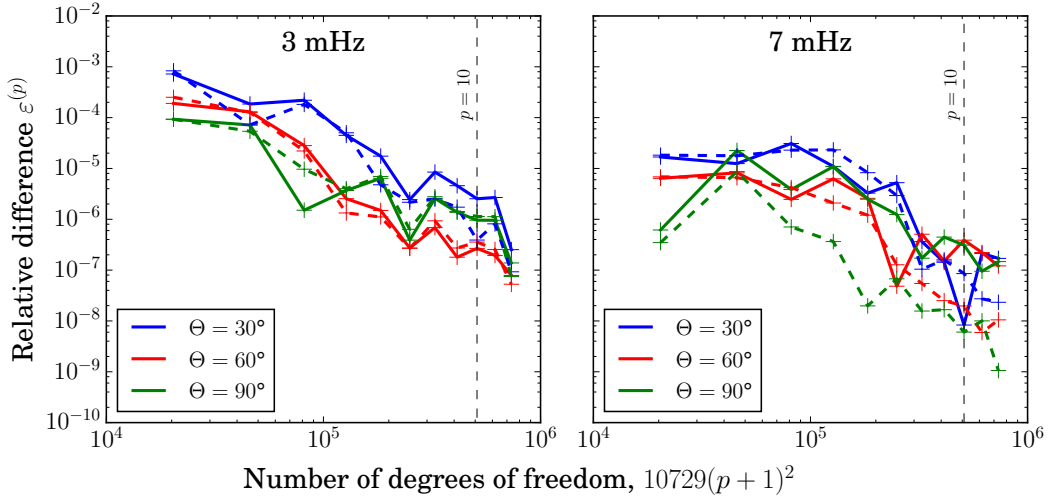 3 mHz
7 mHz
Relative difference ε^(p)
10^−2
10^−3
10^−4
10^−5
10^−6
10^−7
10^−8
10^−9
10^−10
p = 10
p = 10
Θ = 30°
Θ = 60°
Θ = 90°
Θ = 30°
Θ = 60°
Θ = 90°
10^4
10^5
10^6
10^4
10^5
10^6
Number of degrees of freedom, 10729(p + 1)^2